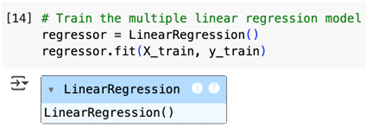 [14] # Train the multiple linear regression model
regressor = LinearRegression()
regressor.fit(X_train, y_train)
▾ LinearRegression i ?
LinearRegression()